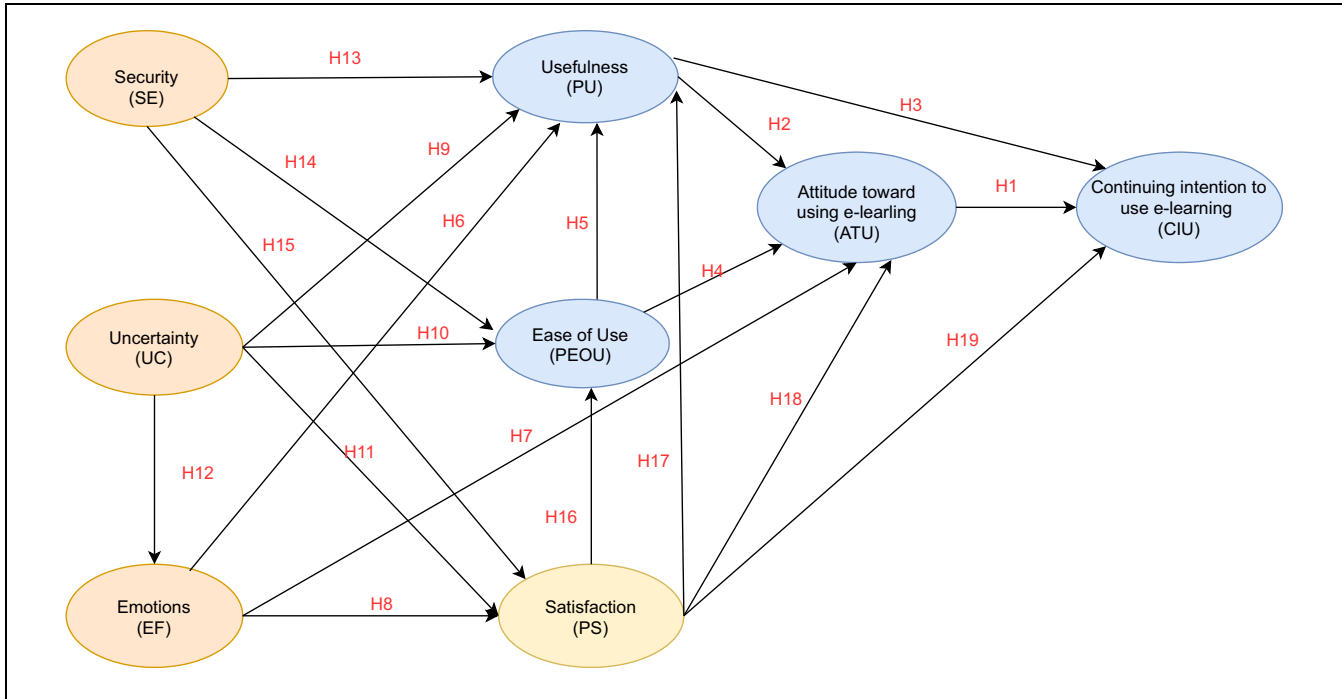 H13
Security
(SE)
Usefulness
(PU)
H3
H2
H9
H14
H6
H15
H5
H4
Attitude toward
using e-learling
(ATU)
H1
Continuing intention to
use e-learning
(CIU)
Uncertainty
(UC)
H10
Ease of Use
(PEOU)
H19
H18
H7
H11
H17
H12
H16
Emotions
(EF)
H8
Satisfaction
(PS)